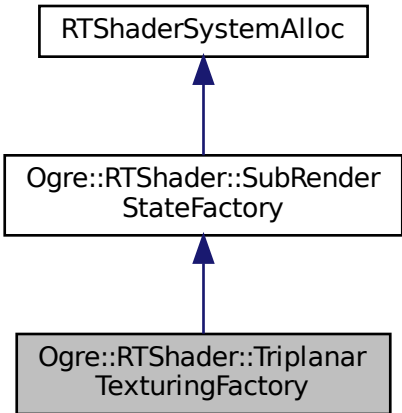 RTShaderSystemAlloc
Ogre::RTShader::SubRender
StateFactory
Ogre::RTShader::Triplanar
TexturingFactory